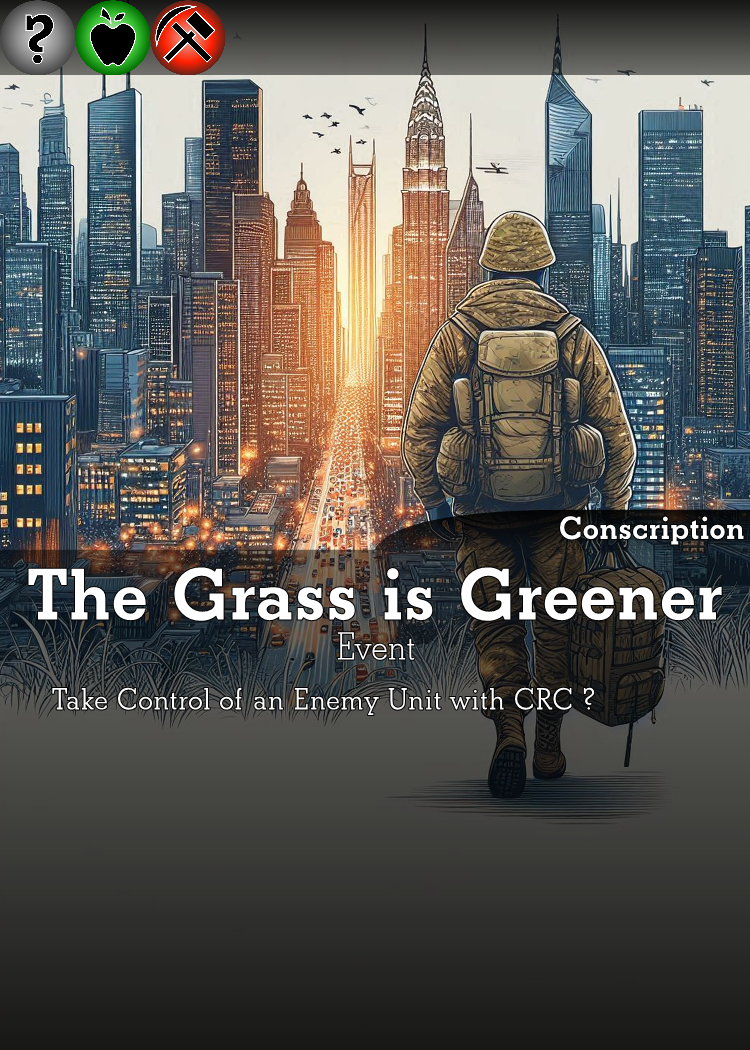 ?
Conscription
The Grass is Greener
Event
Take Control of an Enemy Unit with CRC ?